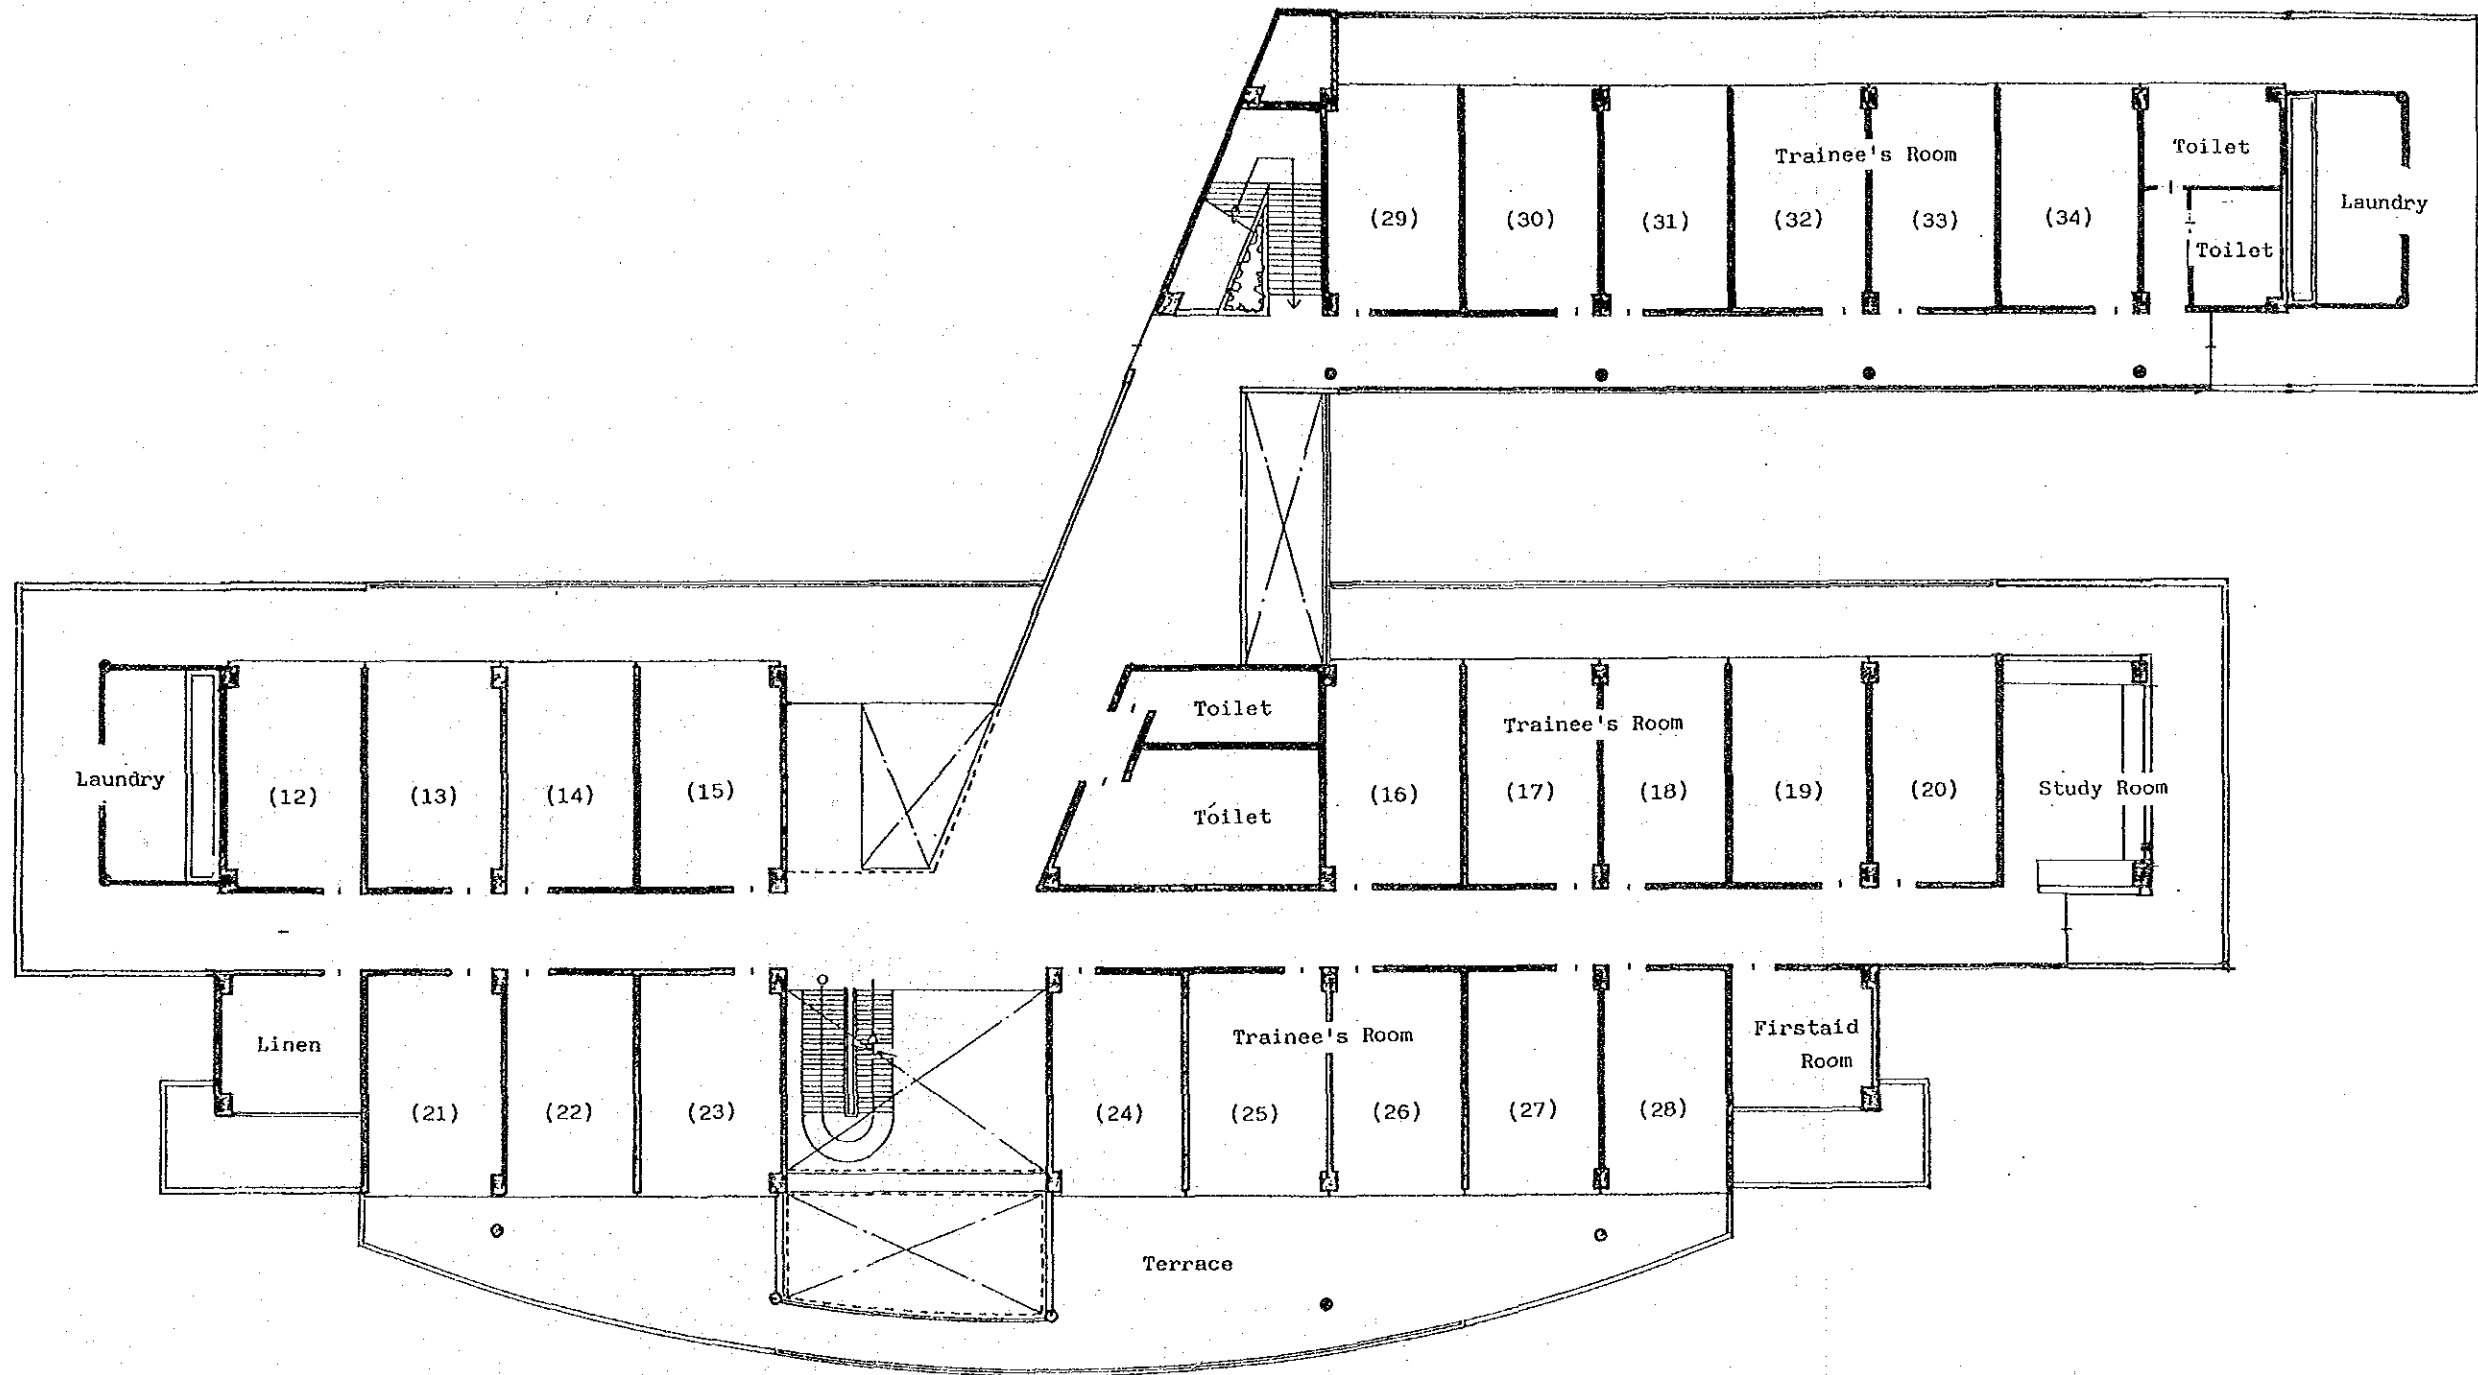 Trainee's Room
Toilet
Laundry
(29)
(30)
(31)
(32)
(33)
(34)
Toilet
Toilet
Trainee's Room
Laundry
(12)
(13)
(14)
(15)
Toilet
(16)
(17)
(18)
(19)
(20)
Study Room
Linen
Trainee's Room
Firstaid
Room
(21)
(22)
(23)
(24)
(25)
(26)
(27)
(28)
Terrace